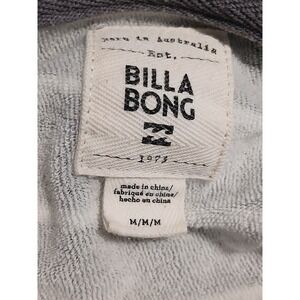 Born in Australia
Est.
BILLA
BONG
1973
made in china/
fabriqué en chine/
hecho en china
M/M/M